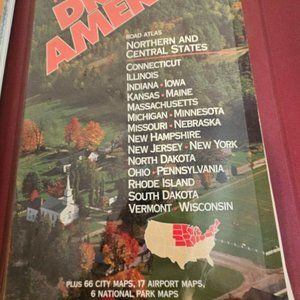 AMER
ROAD ATLAS
NORTHERN AND
CENTRAL STATES
CONNECTICUT
ILLINOIS
INDIANA • IOWA
KANSAS • MAINE
MASSACHUSETTS
MICHIGAN • MINNESOTA
MISSOURI • NEBRASKA
NEW HAMPSHIRE
NEW JERSEY • NEW YORK
NORTH DAKOTA
OHIO • PENNSYLVANIA
RHODE ISLAND
SOUTH DAKOTA
VERMONT • WISCONSIN
PLUS 66 CITY MAPS, 17 AIRPORT MAPS,
6 NATIONAL PARK MAPS